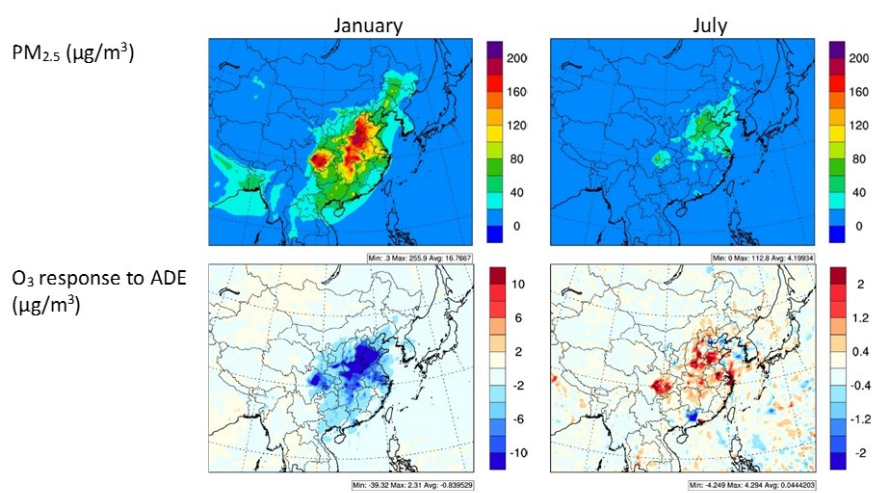 January
July
PM2.5 (µg/m3)
200
160
120
80
40
0
200
160
120
80
40
0
Min: .3 Max: 255.9 Avg: 16.7667
Min: 0 Max: 112.8 Avg: 4.19934
O3 response to ADE
(µg/m3)
10
6
2
-2
-6
-10
2
1.2
0.4
-0.4
-1.2
-2
Min: -39.32 Max: 2.31 Avg: -0.839529
Min: -4.249 Max: 4.294 Avg: 0.0444203